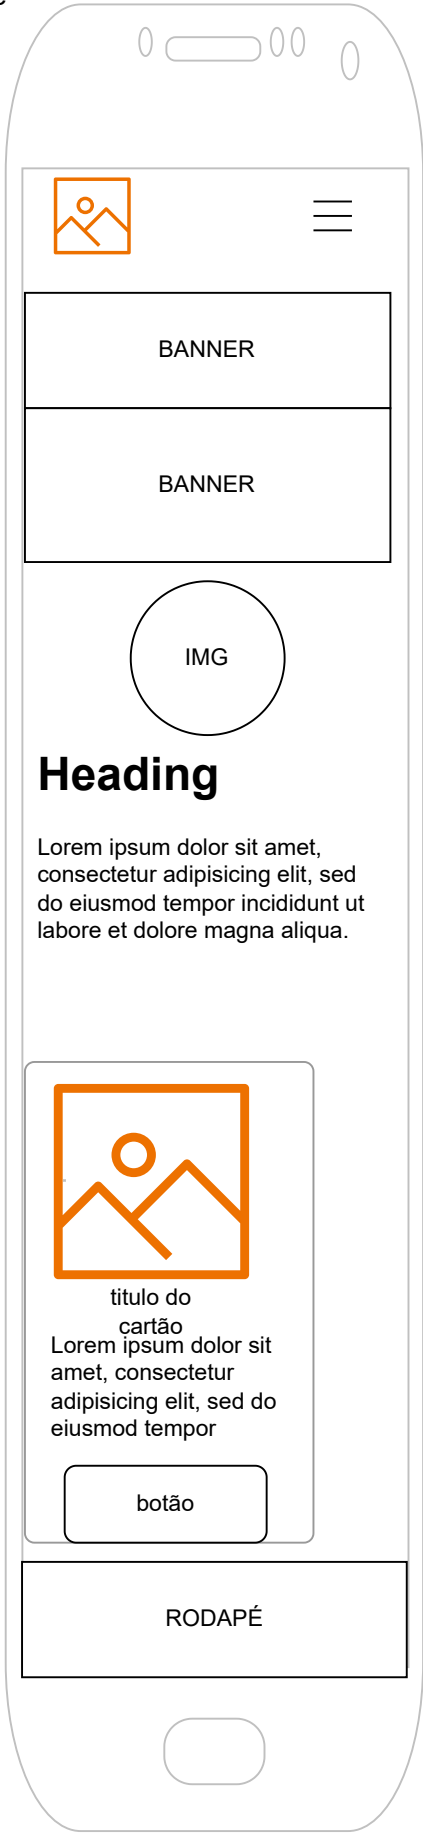 BANNER
BANNER
IMG
Heading
Lorem ipsum dolor sit amet,
consectetur adipisicing elit, sed
do eiusmod tempor incididunt ut
labore et dolore magna aliqua.
titulo do
cartão
Lorem ipsum dolor sit
amet, consectetur
adipisicing elit, sed do
eiusmod tempor
botão
RODAPÉ